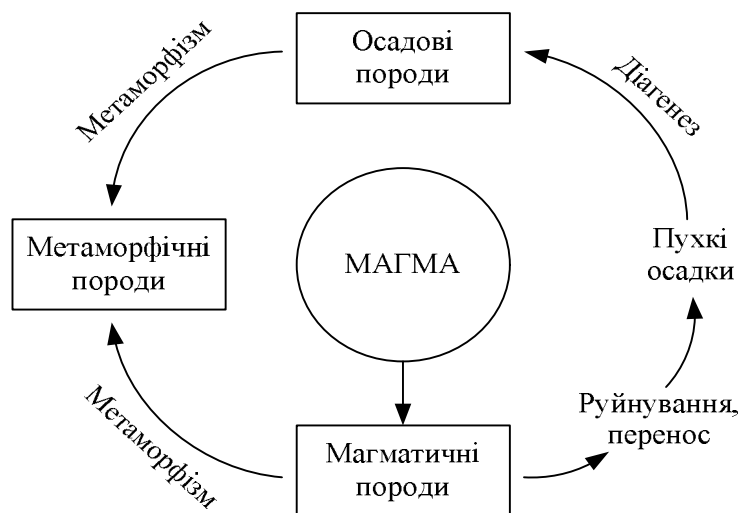 Осадові
породи
Метаморфізм
Діагенез
Метаморфічні
породи
МАГМА
Пухкі
осадки
Метаморфізм
Магматичні
породи
Руйнування,
перенос